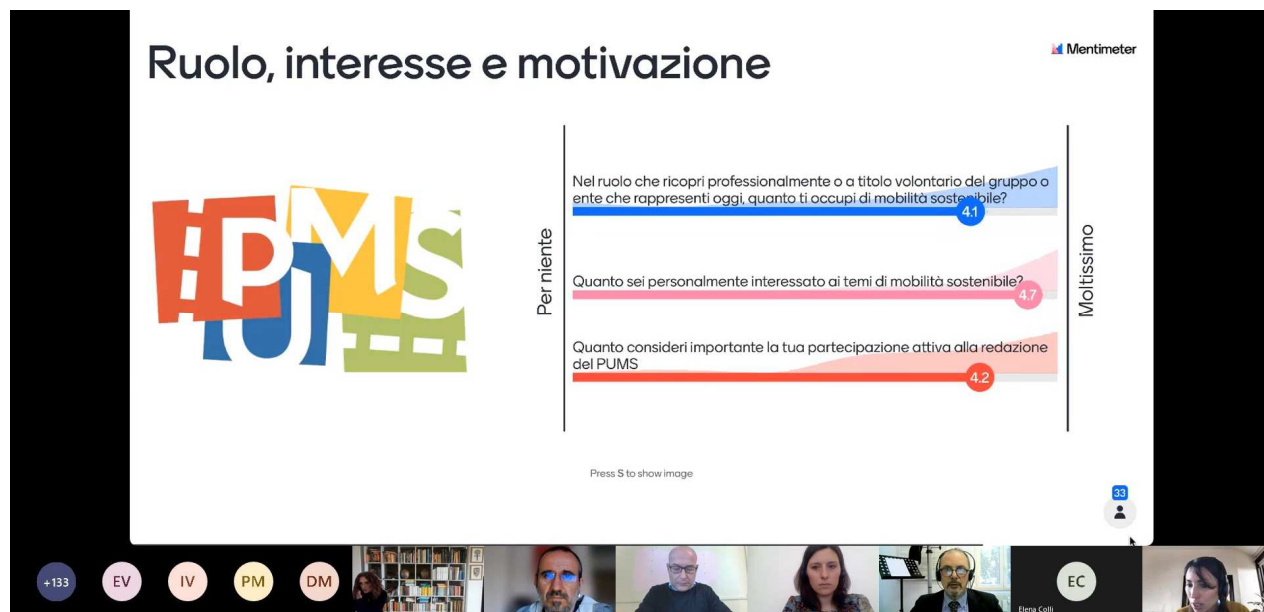 Ruolo, interesse e motivazione
Mentimeter
PUMS
Per niente
Nel ruolo che ricopri professionalmente o a titolo volontario del gruppo o
ente che rappresenti oggi, quanto ti occupi di mobilità sostenibile?
4.1
Quanto sei personalmente interessato ai temi di mobilità sostenibile?
4.7
Quanto consideri importante la tua partecipazione attiva alla redazione
del PUMS
4.2
Moltissimo
Press S to show image
33
+133
EV
IV
PM
DM
EC
Elena Colli